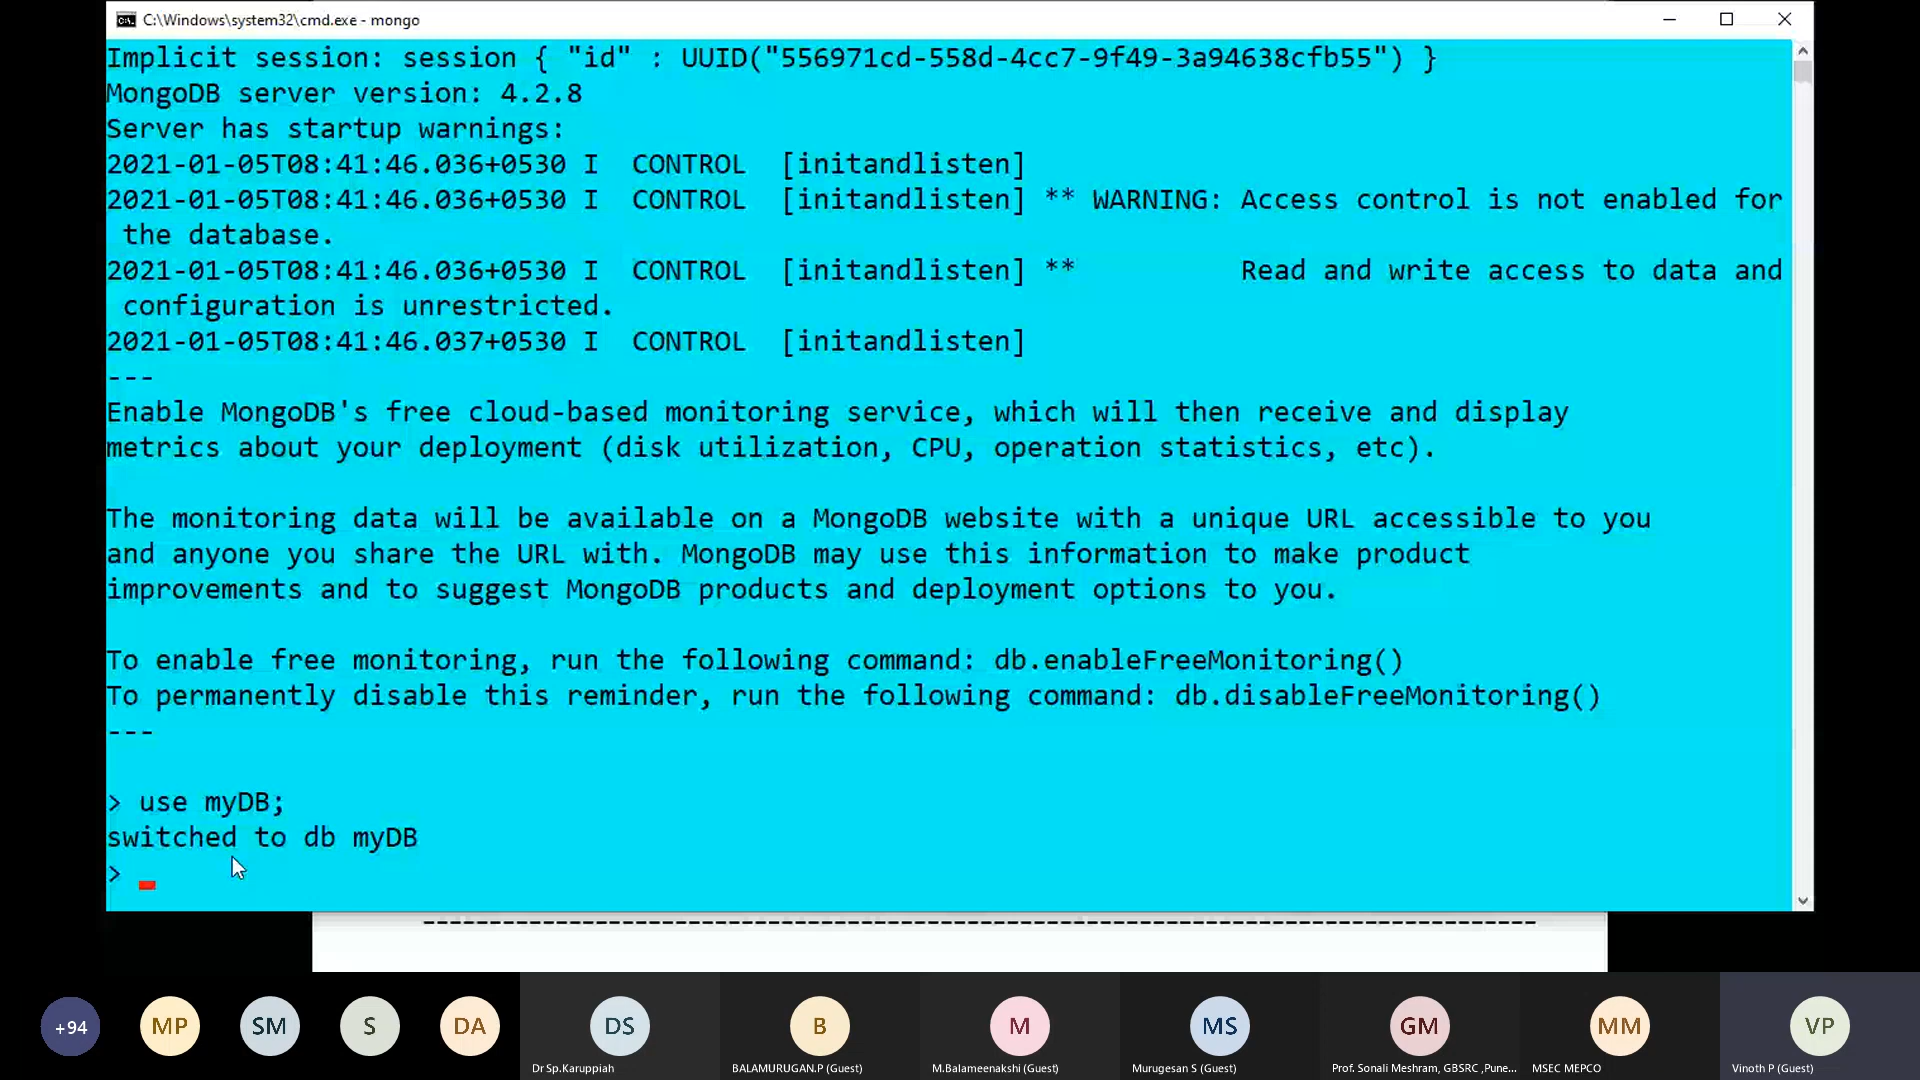 C:\Windows\system32\cmd.exe - mongo
Implicit session: session { "id" : UUID("556971cd-558d-4cc7-9f49-3a94638cfb55") }
MongoDB server version: 4.2.8
Server has startup warnings:
2021-01-05T08:41:46.036+0530 I  CONTROL  [initandlisten]
2021-01-05T08:41:46.036+0530 I  CONTROL  [initandlisten] ** WARNING: Access control is not enabled for
 the database.
2021-01-05T08:41:46.036+0530 I  CONTROL  [initandlisten] **          Read and write access to data and
 configuration is unrestricted.
2021-01-05T08:41:46.037+0530 I  CONTROL  [initandlisten]
---
Enable MongoDB's free cloud-based monitoring service, which will then receive and display
metrics about your deployment (disk utilization, CPU, operation statistics, etc).
The monitoring data will be available on a MongoDB website with a unique URL accessible to you
and anyone you share the URL with. MongoDB may use this information to make product
improvements and to suggest MongoDB products and deployment options to you.
To enable free monitoring, run the following command: db.enableFreeMonitoring()
To permanently disable this reminder, run the following command: db.disableFreeMonitoring()
---
> use myDB;
switched to db myDB
>
+94 MP SM S DA DS B M MS GM MM VP
Dr Sp.Karuppiah BALAMURUGAN.P (Guest) M.Balameenakshi (Guest) Murugesan S (Guest) Prof. Sonali Meshram, GBSRC ,Pune... MSEC MEPCO Vinoth P (Guest)